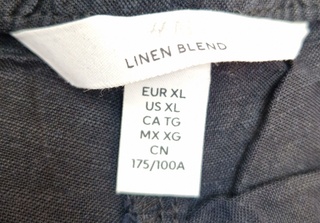 LINEN BLEND
EUR XL
US XL
CA TG
MX XG
CN
175/100A